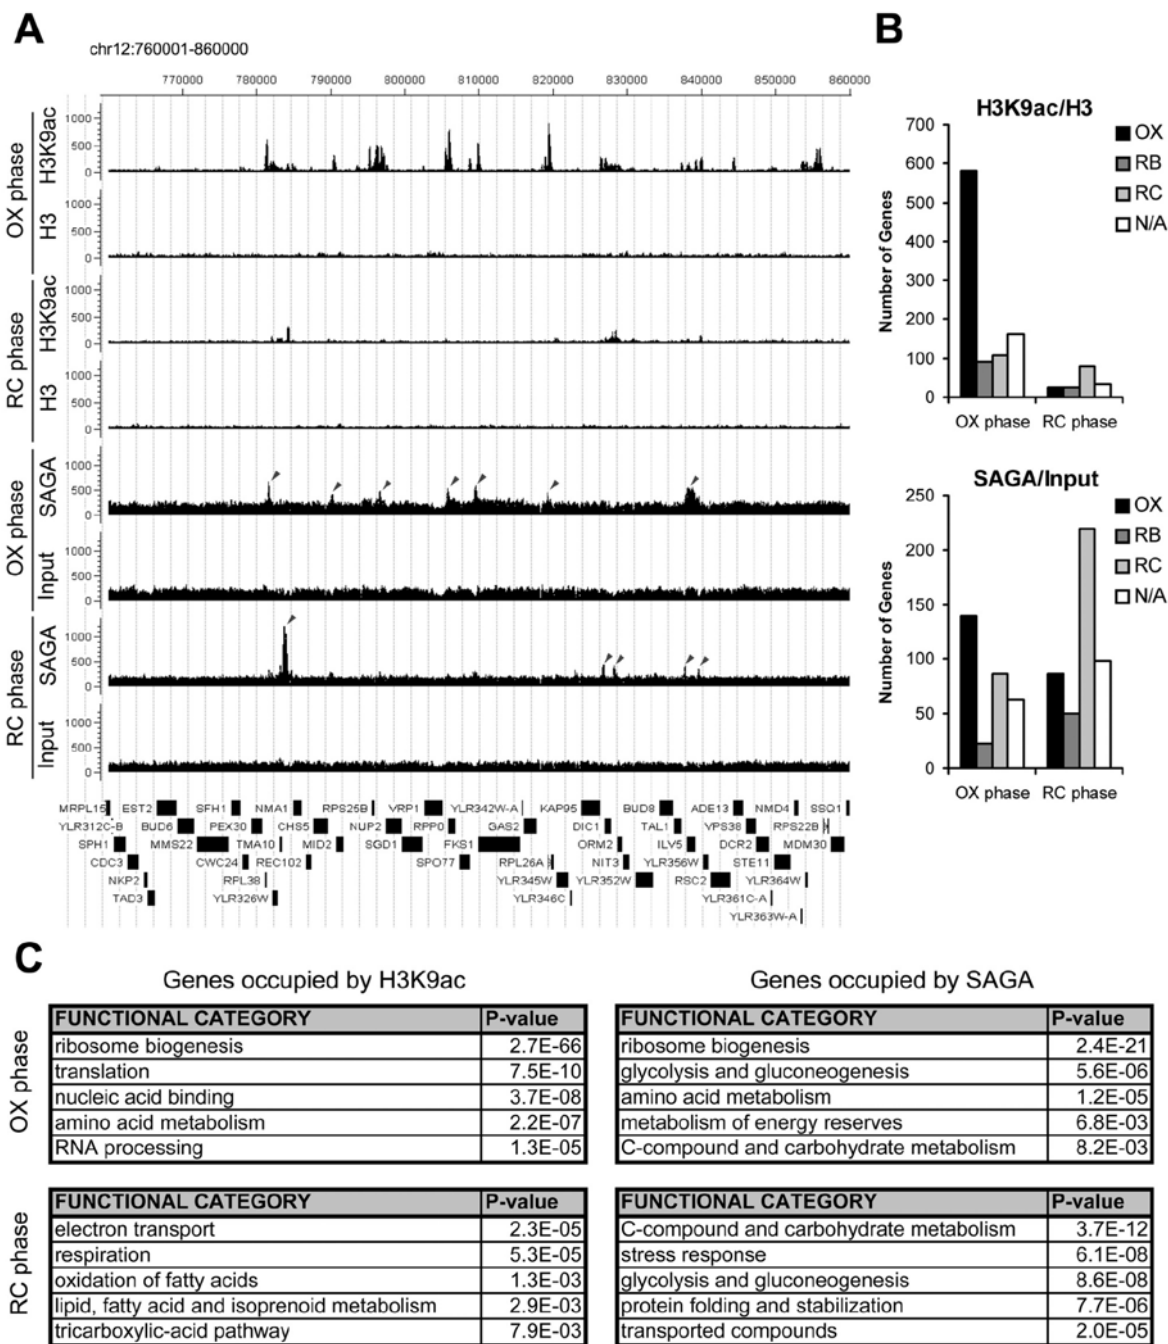 A
chr12:760001-860000
770000 780000 790000 800000 810000 820000 830000 840000 850000 860000
OX phase
H3K9ac
1000
500
0
H3
1000
500
0
RC phase
H3K9ac
1000
500
0
H3
1000
500
0
OX phase
SAGA
1000
500
0
Input
1000
500
0
RC phase
SAGA
1000
500
0
Input
1000
500
0
MRPL15 EST2 SFH1 NMA1 RPS25B VRP1 YLR342W-A KAP95 BUD8 ADE13 NMD4 SSQ1
YLR312C-B BUD6 PEX30 CHS5 NUP2 RPP0 GAS2 DIC1 TAL1 VPS38 RPS22B
SPH1 MMS22 TMA10 MID2 SGD1 FKS1 ORM2 ILV5 DCR2 MDM30
CDC3 CWC24 REC102 SPO77 RPL26A NIT3 YLR356W STE11
NKP2 RPL38 YLR345W YLR352W RSC2 YLR364W
TAD3 YLR326W YLR346C YLR361C-A
YLR363W-A
B
H3K9ac/H3
Number of Genes
700
600
500
400
300
200
100
0
OX phase RC phase
OX
RB
RC
N/A
SAGA/Input
Number of Genes
250
200
150
100
50
0
OX phase RC phase
OX
RB
RC
N/A
C
Genes occupied by H3K9ac
OX phase
FUNCTIONAL CATEGORY P-value
ribosome biogenesis 2.7E-66
translation 7.5E-10
nucleic acid binding 3.7E-08
amino acid metabolism 2.2E-07
RNA processing 1.3E-05
Genes occupied by SAGA
FUNCTIONAL CATEGORY P-value
ribosome biogenesis 2.4E-21
glycolysis and gluconeogenesis 5.6E-06
amino acid metabolism 1.2E-05
metabolism of energy reserves 6.8E-03
C-compound and carbohydrate metabolism 8.2E-03
RC phase
FUNCTIONAL CATEGORY P-value
electron transport 2.3E-05
respiration 5.3E-05
oxidation of fatty acids 1.3E-03
lipid, fatty acid and isoprenoid metabolism 2.9E-03
tricarboxylic-acid pathway 7.9E-03
FUNCTIONAL CATEGORY P-value
C-compound and carbohydrate metabolism 3.7E-12
stress response 6.1E-08
glycolysis and gluconeogenesis 8.6E-08
protein folding and stabilization 7.7E-06
transported compounds 2.0E-05